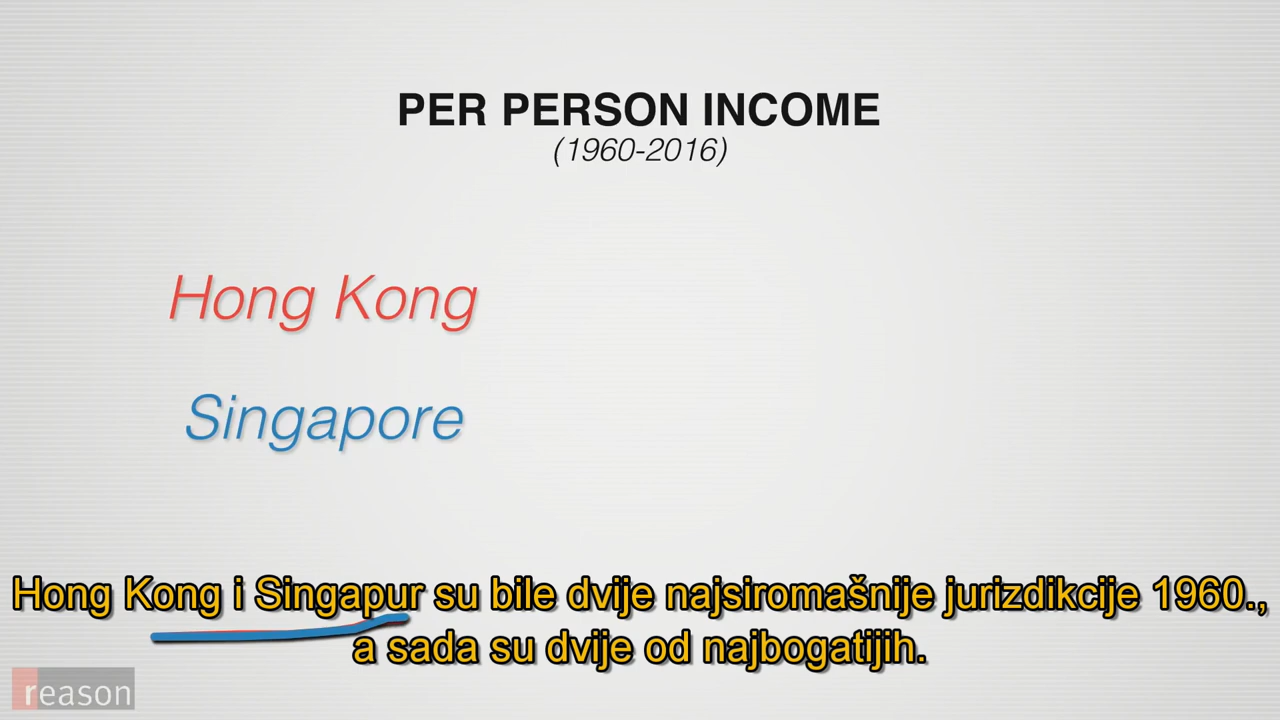 PER PERSON INCOME
(1960-2016)
Hong Kong
Singapore
Hong Kong i Singapur su bile dvije najsiromašnije jurizdikcije 1960.,
a sada su dvije od najbogatijih.
reason